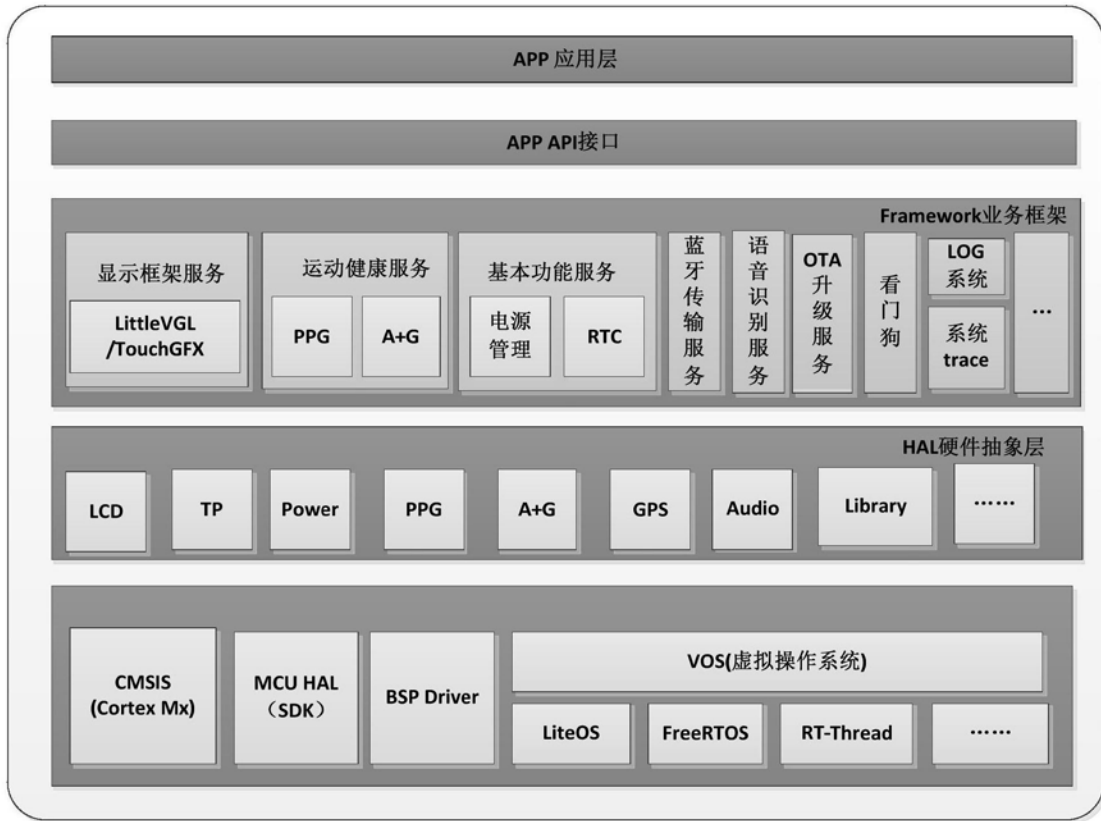 APP 应用层
APP API接口
Framework业务框架
显示框架服务
LittleVGL
/TouchGFX
运动健康服务
PPG
A+G
基本功能服务
电源
管理
RTC
蓝牙传输服务
语音识别服务
OTA
升级服务
看门狗
LOG
系统
系统
trace
...
HAL硬件抽象层
LCD
TP
Power
PPG
A+G
GPS
Audio
Library
……
CMSIS
(Cortex Mx)
MCU HAL
（SDK）
BSP Driver
VOS(虚拟操作系统)
LiteOS
FreeRTOS
RT-Thread
……